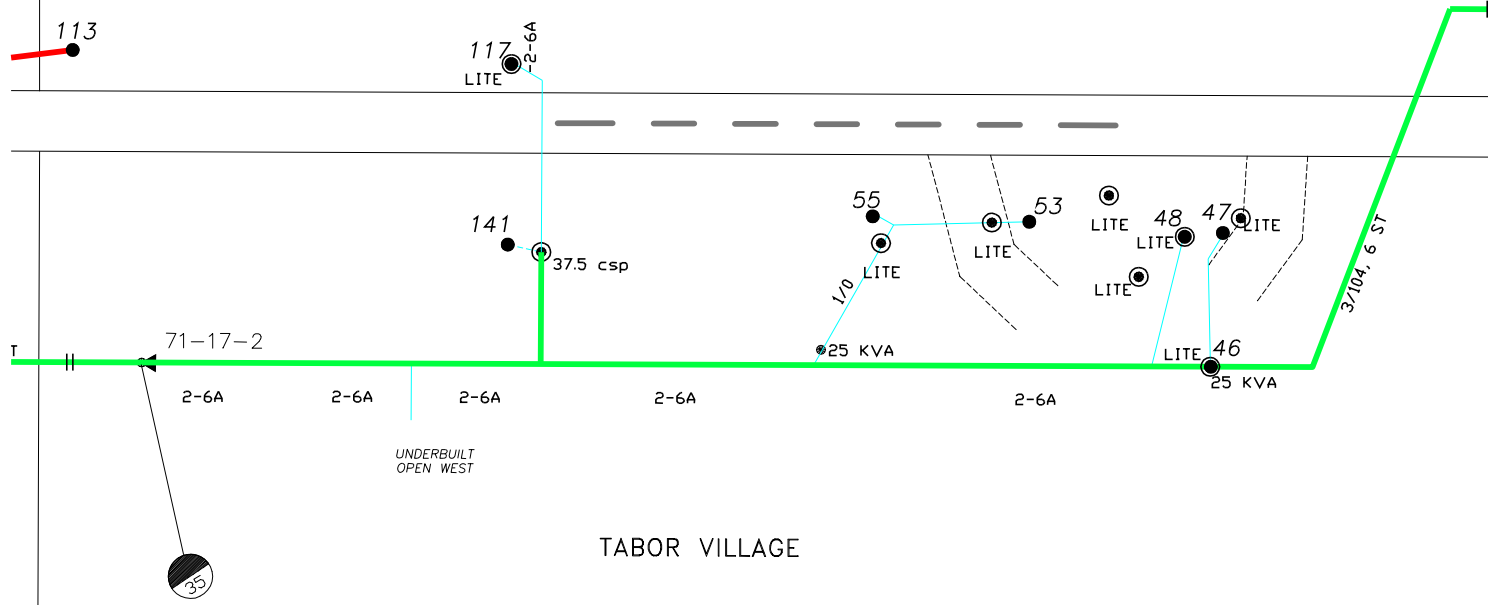 113
117
-2-6A
LITE
141
37.5 csp
55
53
LITE
LITE
LITE
48
LITE
47
LITE
LITE
1/0
3/104, 6 ST
T
71-17-2
25 KVA
LITE
46
25 KVA
2-6A
2-6A
2-6A
2-6A
2-6A
UNDERBUILT
OPEN WEST
TABOR VILLAGE
35